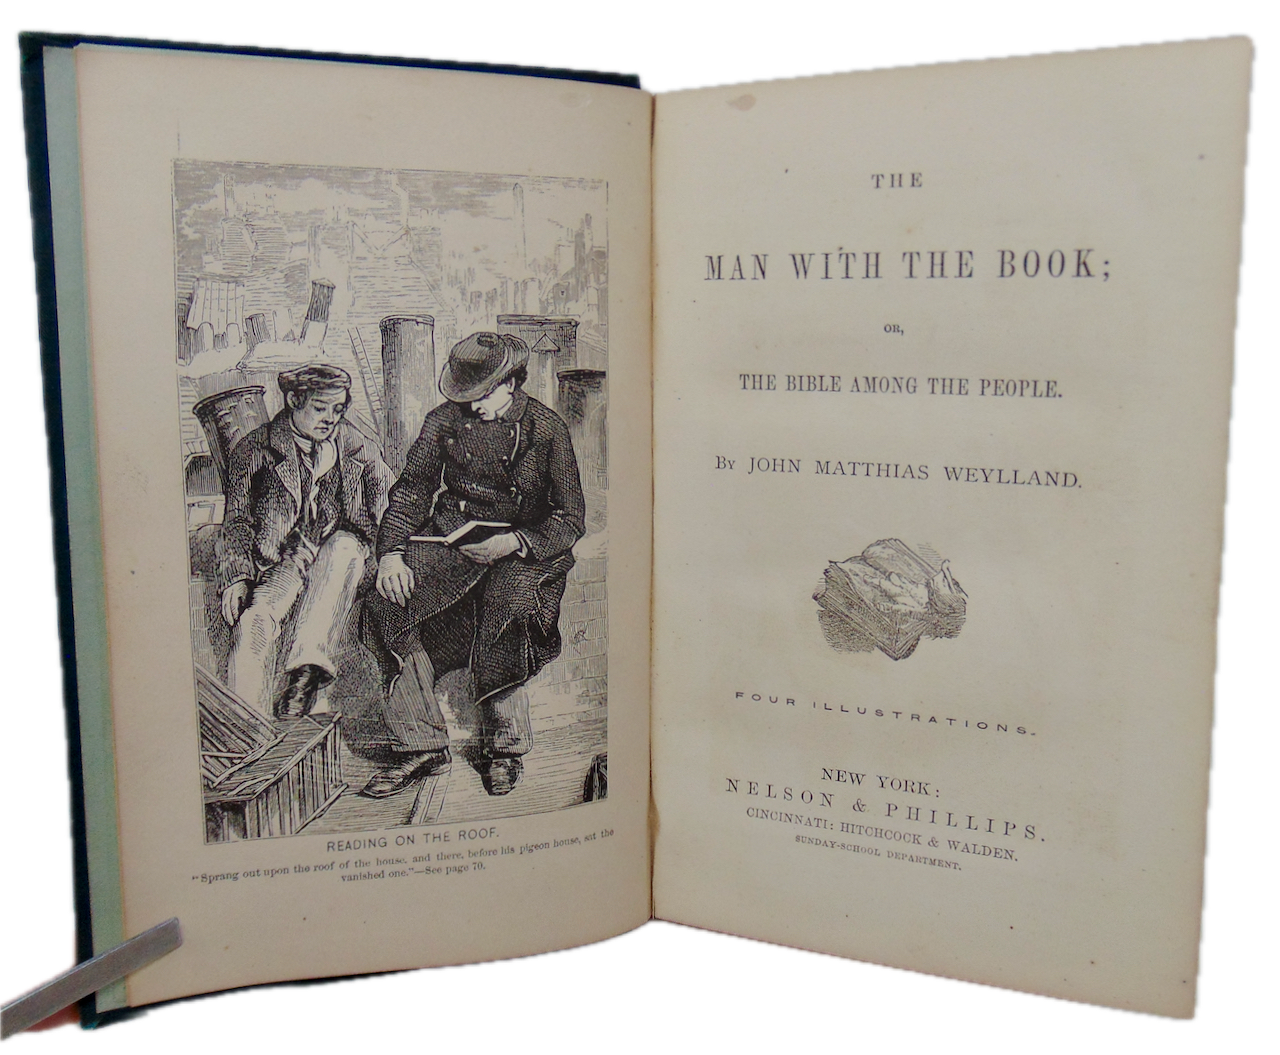 READING ON THE ROOF.
"Sprang out upon the roof of the house, and there, before his pigeon house, sat the
vanished one."—See page 70.
THE
MAN WITH THE BOOK;
OR,
THE BIBLE AMONG THE PEOPLE.
By JOHN MATTHIAS WEYLLAND.
FOUR ILLUSTRATIONS.
NEW YORK:
NELSON & PHILLIPS.
CINCINNATI: HITCHCOCK & WALDEN.
SUNDAY-SCHOOL DEPARTMENT.